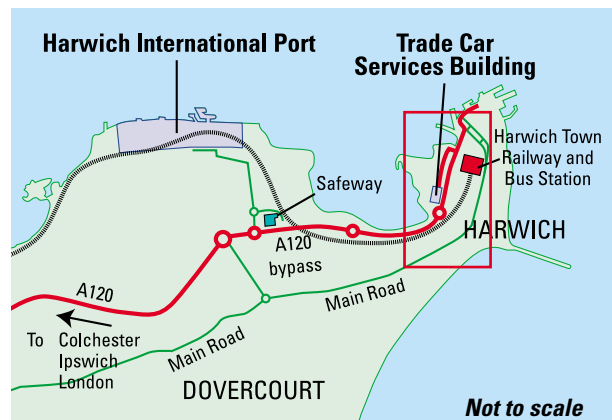 Harwich International Port
Trade Car
Services Building
Harwich Town
Railway and
Bus Station
Safeway
HARWICH
A120
bypass
A120
Main Road
To Colchester
Ipswich
London
Main Road
DOVERCOURT
Not to scale